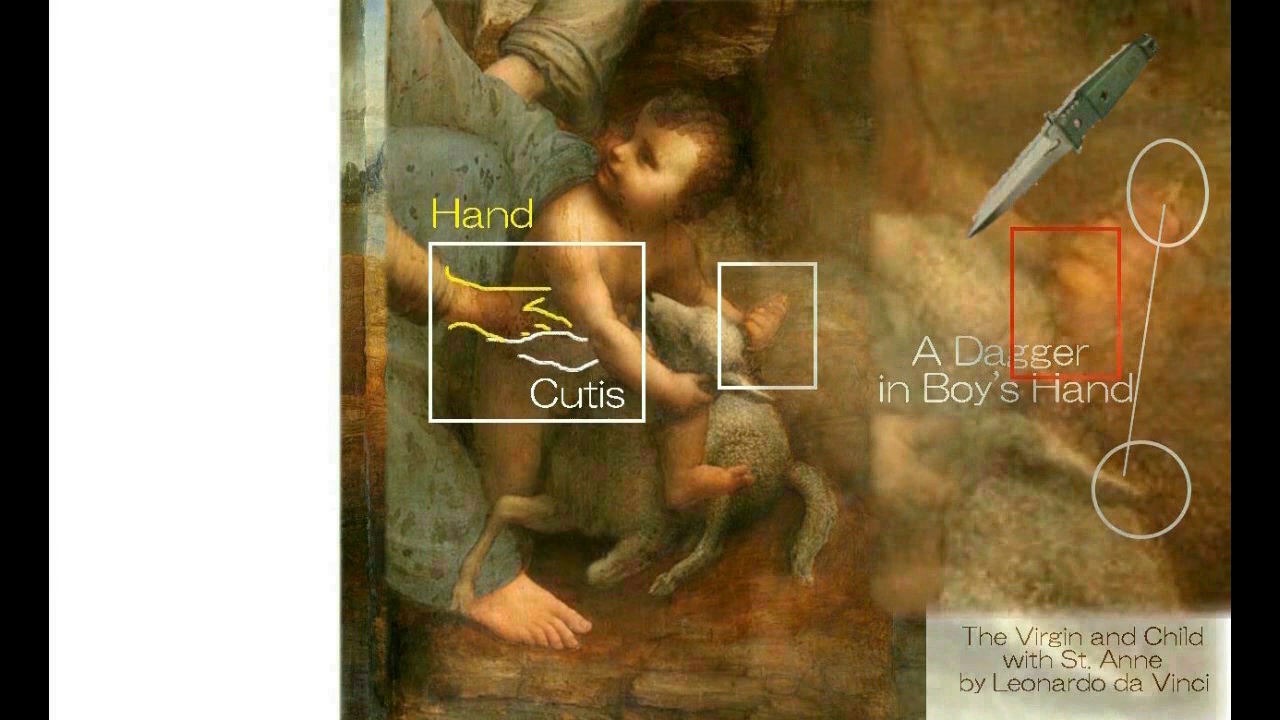 Hand
Cutis
A Dagger
in Boy's Hand
The Virgin and Child
with St. Anne
by Leonardo da Vinci